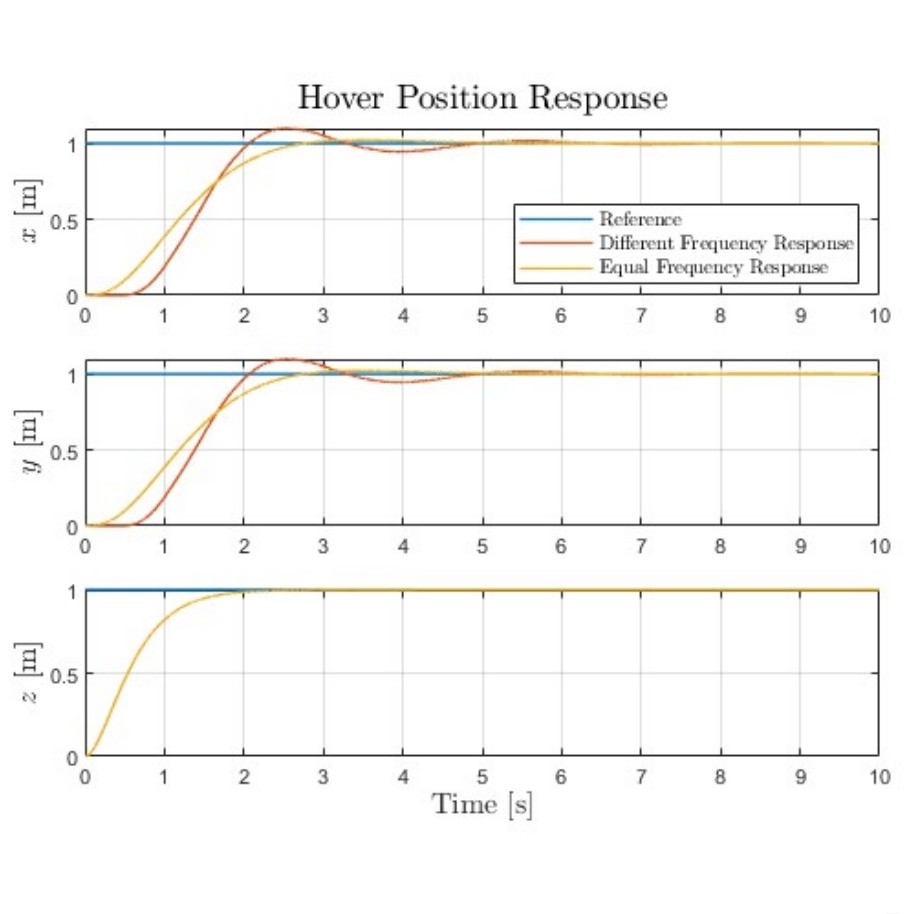 Hover Position Response
x [m]
1
0.5
0
Reference
Different Frequency Response
Equal Frequency Response
0 1 2 3 4 5 6 7 8 9 10
y [m]
1
0.5
0
0 1 2 3 4 5 6 7 8 9 10
z [m]
1
0.5
0
0 1 2 3 4 5 6 7 8 9 10
Time [s]